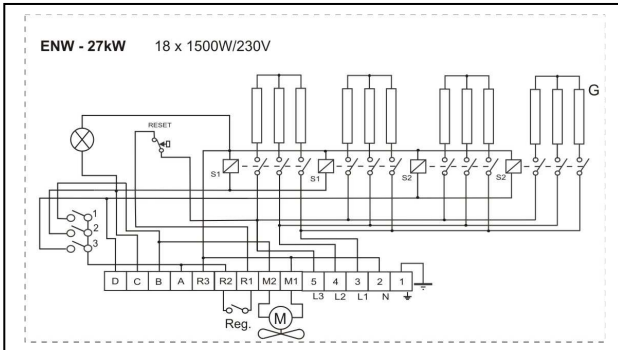 ENW - 27kW 18 x 1500W/230V
G
RESET
S1 S1 S2 S2
1
2
3
D C B A R3 R2 R1 M2 M1 5 4 3 2 1
L3 L2 L1 N
Reg. M